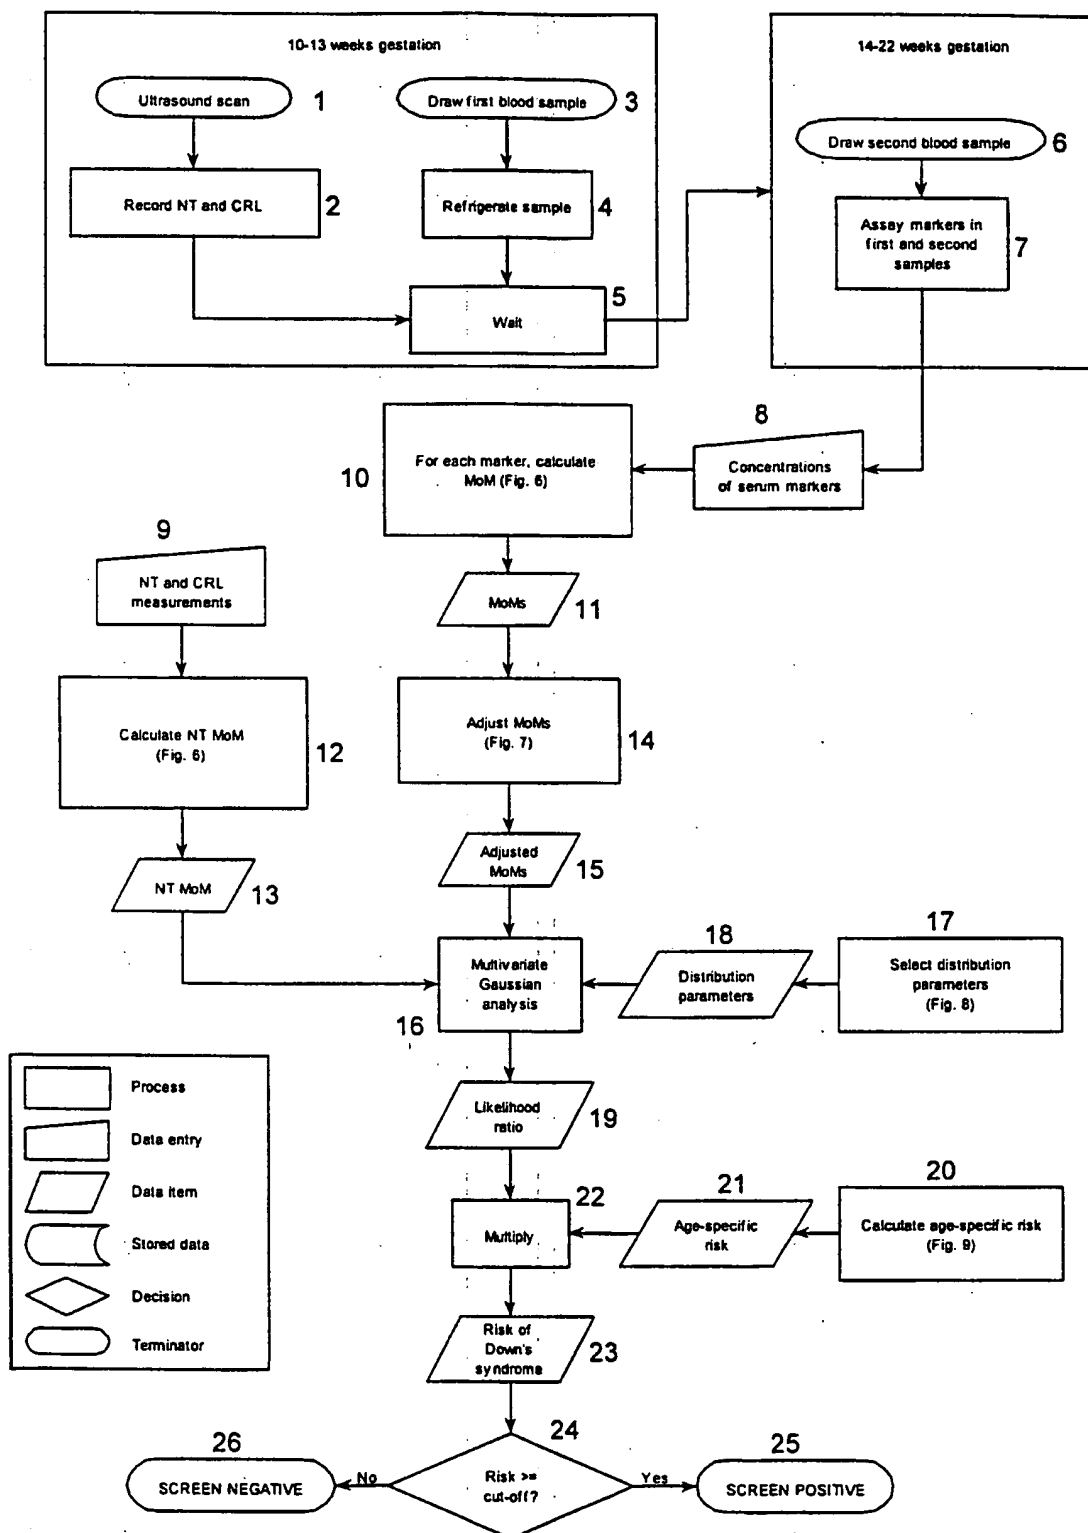 10-13 weeks gestation
14-22 weeks gestation
Ultrasound scan
1
Draw first blood sample
3
Draw second blood sample
6
Record NT and CRL
2
Refrigerate sample
4
Assay markers in
first and second
samples
7
5
Wait
8
Concentrations
of serum markers
For each marker, calculate
MoM (Fig. 6)
10
9
NT and CRL
measurements
MoMs
11
Calculate NT MoM
(Fig. 6)
12
Adjust MoMs
(Fig. 7)
14
NT MoM
13
Adjusted
MoMs
15
Multivariate
Gaussian
analysis
16
18
Distribution
parameters
17
Select distribution
parameters
(Fig. 8)
Process
Data entry
Data item
Stored data
Decision
Terminator
Likelihood
ratio
19
22
Multiply
21
Age-specific
risk
20
Calculate age-specific risk
(Fig. 9)
Risk of
Down's
syndrome
23
24
Risk >=
cut-off?
No
Yes
26
SCREEN NEGATIVE
25
SCREEN POSITIVE